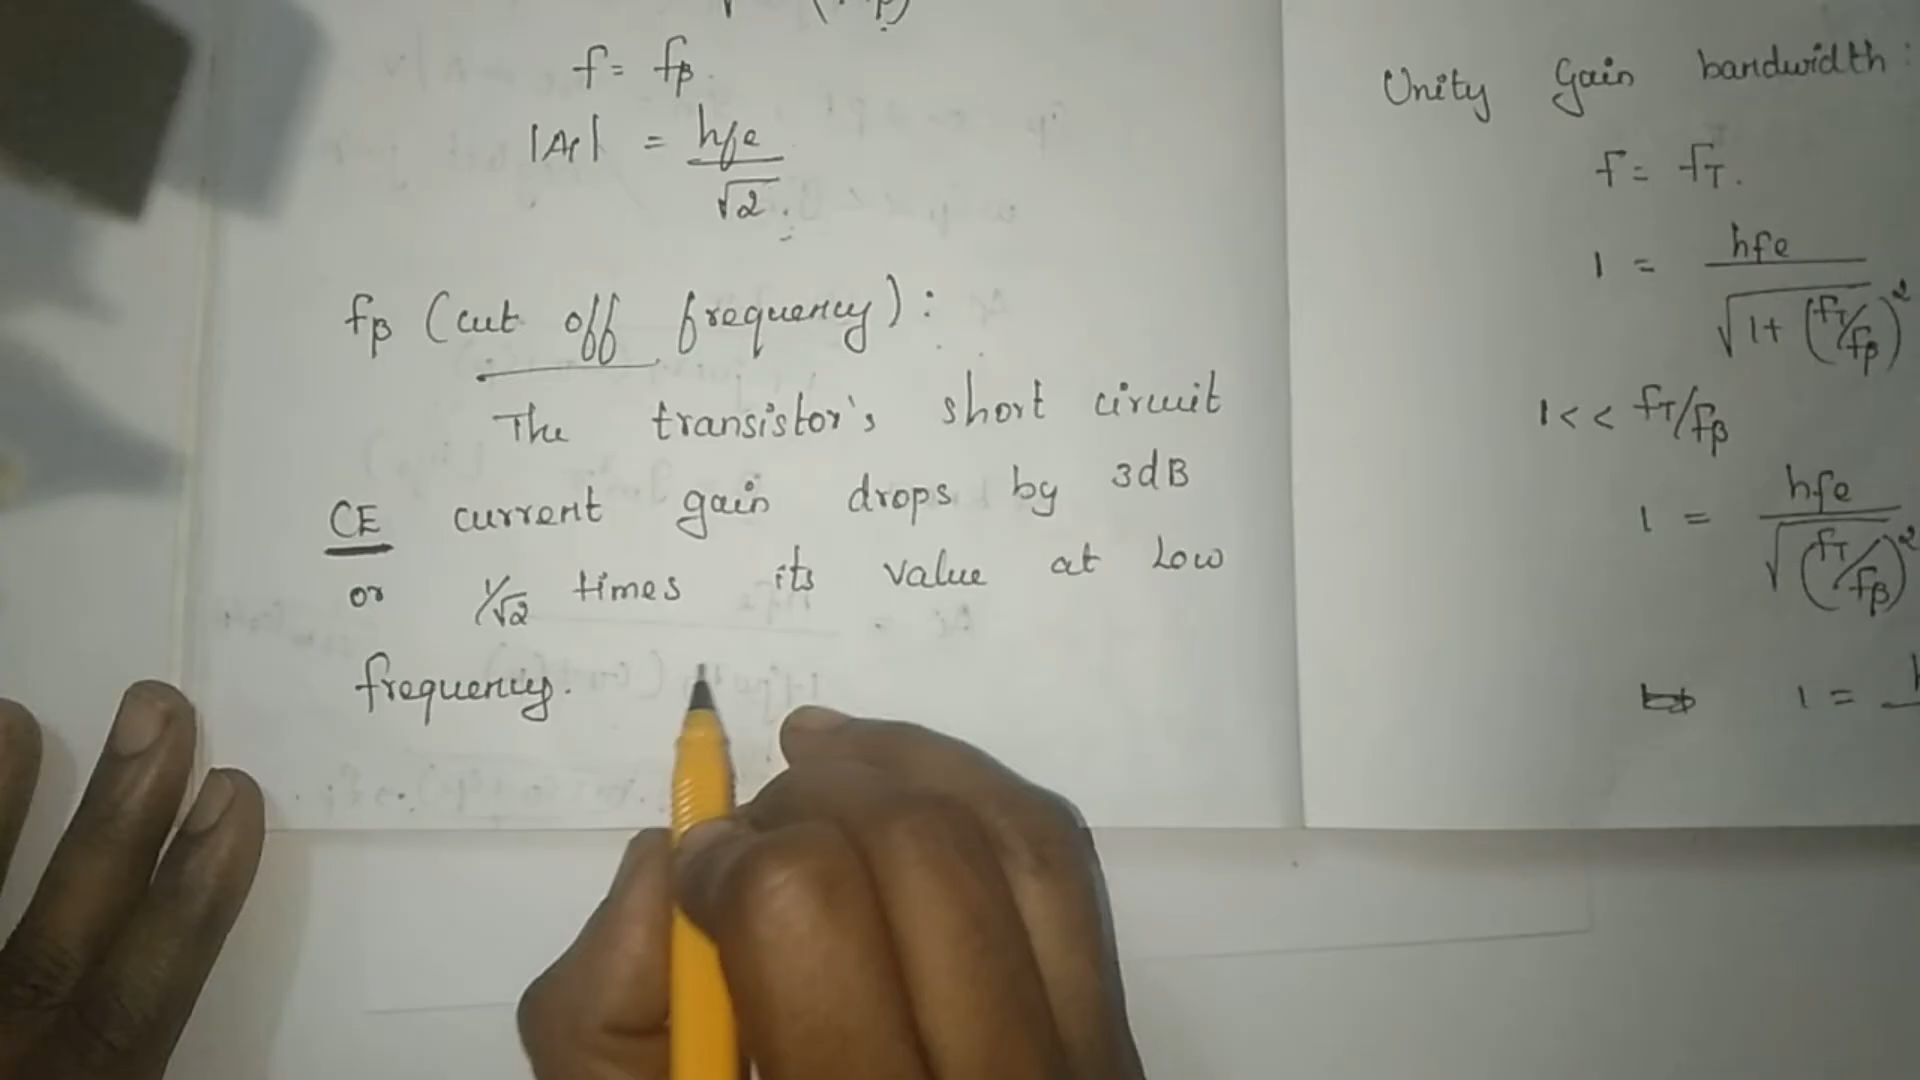 f = fβ
|Ai| = hfe/√2.
fβ (cut off frequency):
The transistor's short circuit
CE current gain drops by 3dB
or 1/√2 times its value at Low
frequency.
Unity Gain bandwidth:
f = fT.
1 = hfe/√1+(fT/fβ)²
1<< fT/fβ
1 = hfe/√(fT/fβ)²
1 =